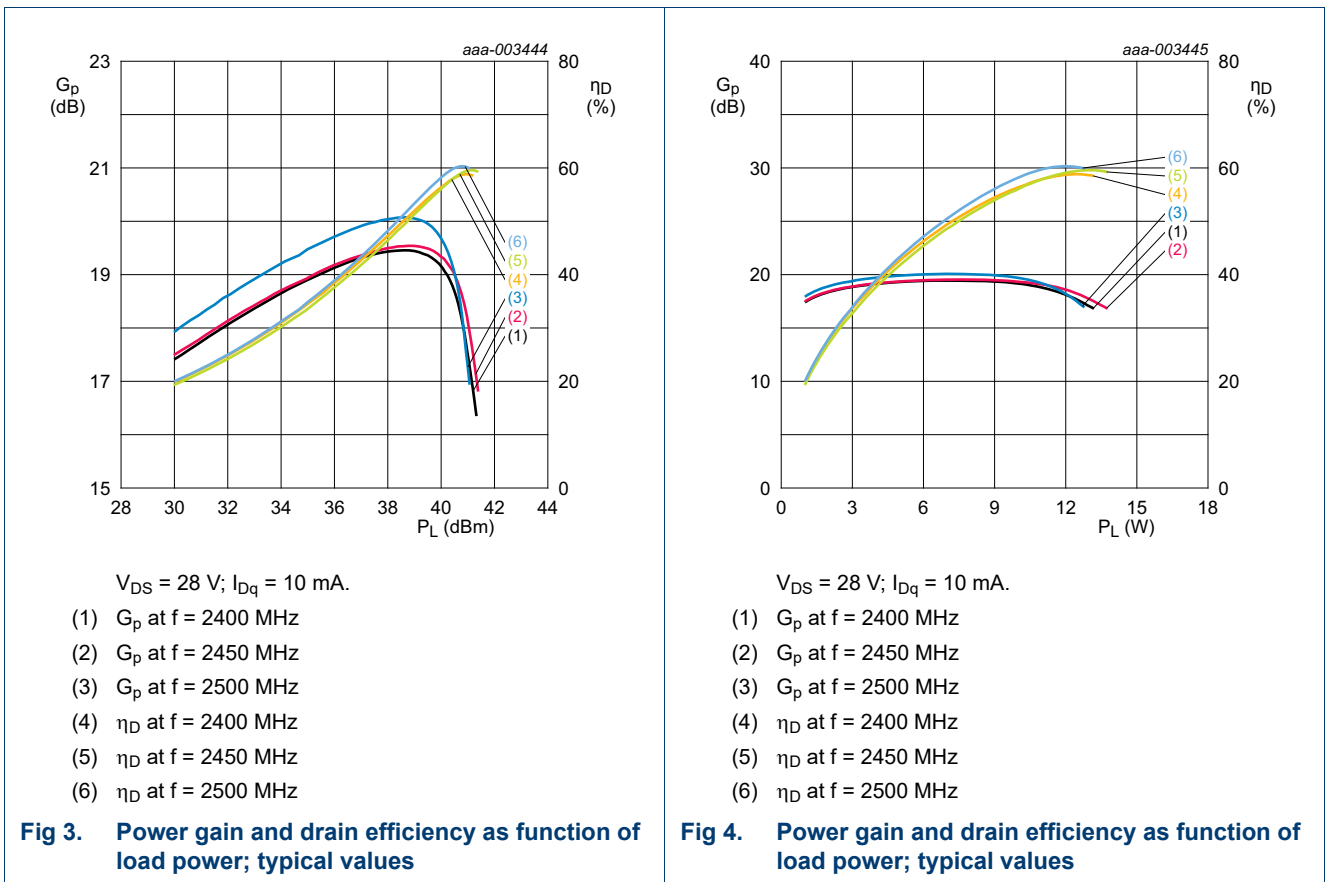 aaa-003444
23
21
19
17
15
Gp
(dB)
80
60
40
20
0
ηD
(%)
(6)
(5)
(4)
(3)
(2)
(1)
28 30 32 34 36 38 40 42 44
PL (dBm)
VDS = 28 V; IDq = 10 mA.
(1) Gp at f = 2400 MHz
(2) Gp at f = 2450 MHz
(3) Gp at f = 2500 MHz
(4) ηD at f = 2400 MHz
(5) ηD at f = 2450 MHz
(6) ηD at f = 2500 MHz
Fig 3. Power gain and drain efficiency as function of
load power; typical values
aaa-003445
40
30
20
10
0
Gp
(dB)
80
60
40
20
0
ηD
(%)
(6)
(5)
(4)
(3)
(1)
(2)
0 3 6 9 12 15 18
PL (W)
VDS = 28 V; IDq = 10 mA.
(1) Gp at f = 2400 MHz
(2) Gp at f = 2450 MHz
(3) Gp at f = 2500 MHz
(4) ηD at f = 2400 MHz
(5) ηD at f = 2450 MHz
(6) ηD at f = 2500 MHz
Fig 4. Power gain and drain efficiency as function of
load power; typical values